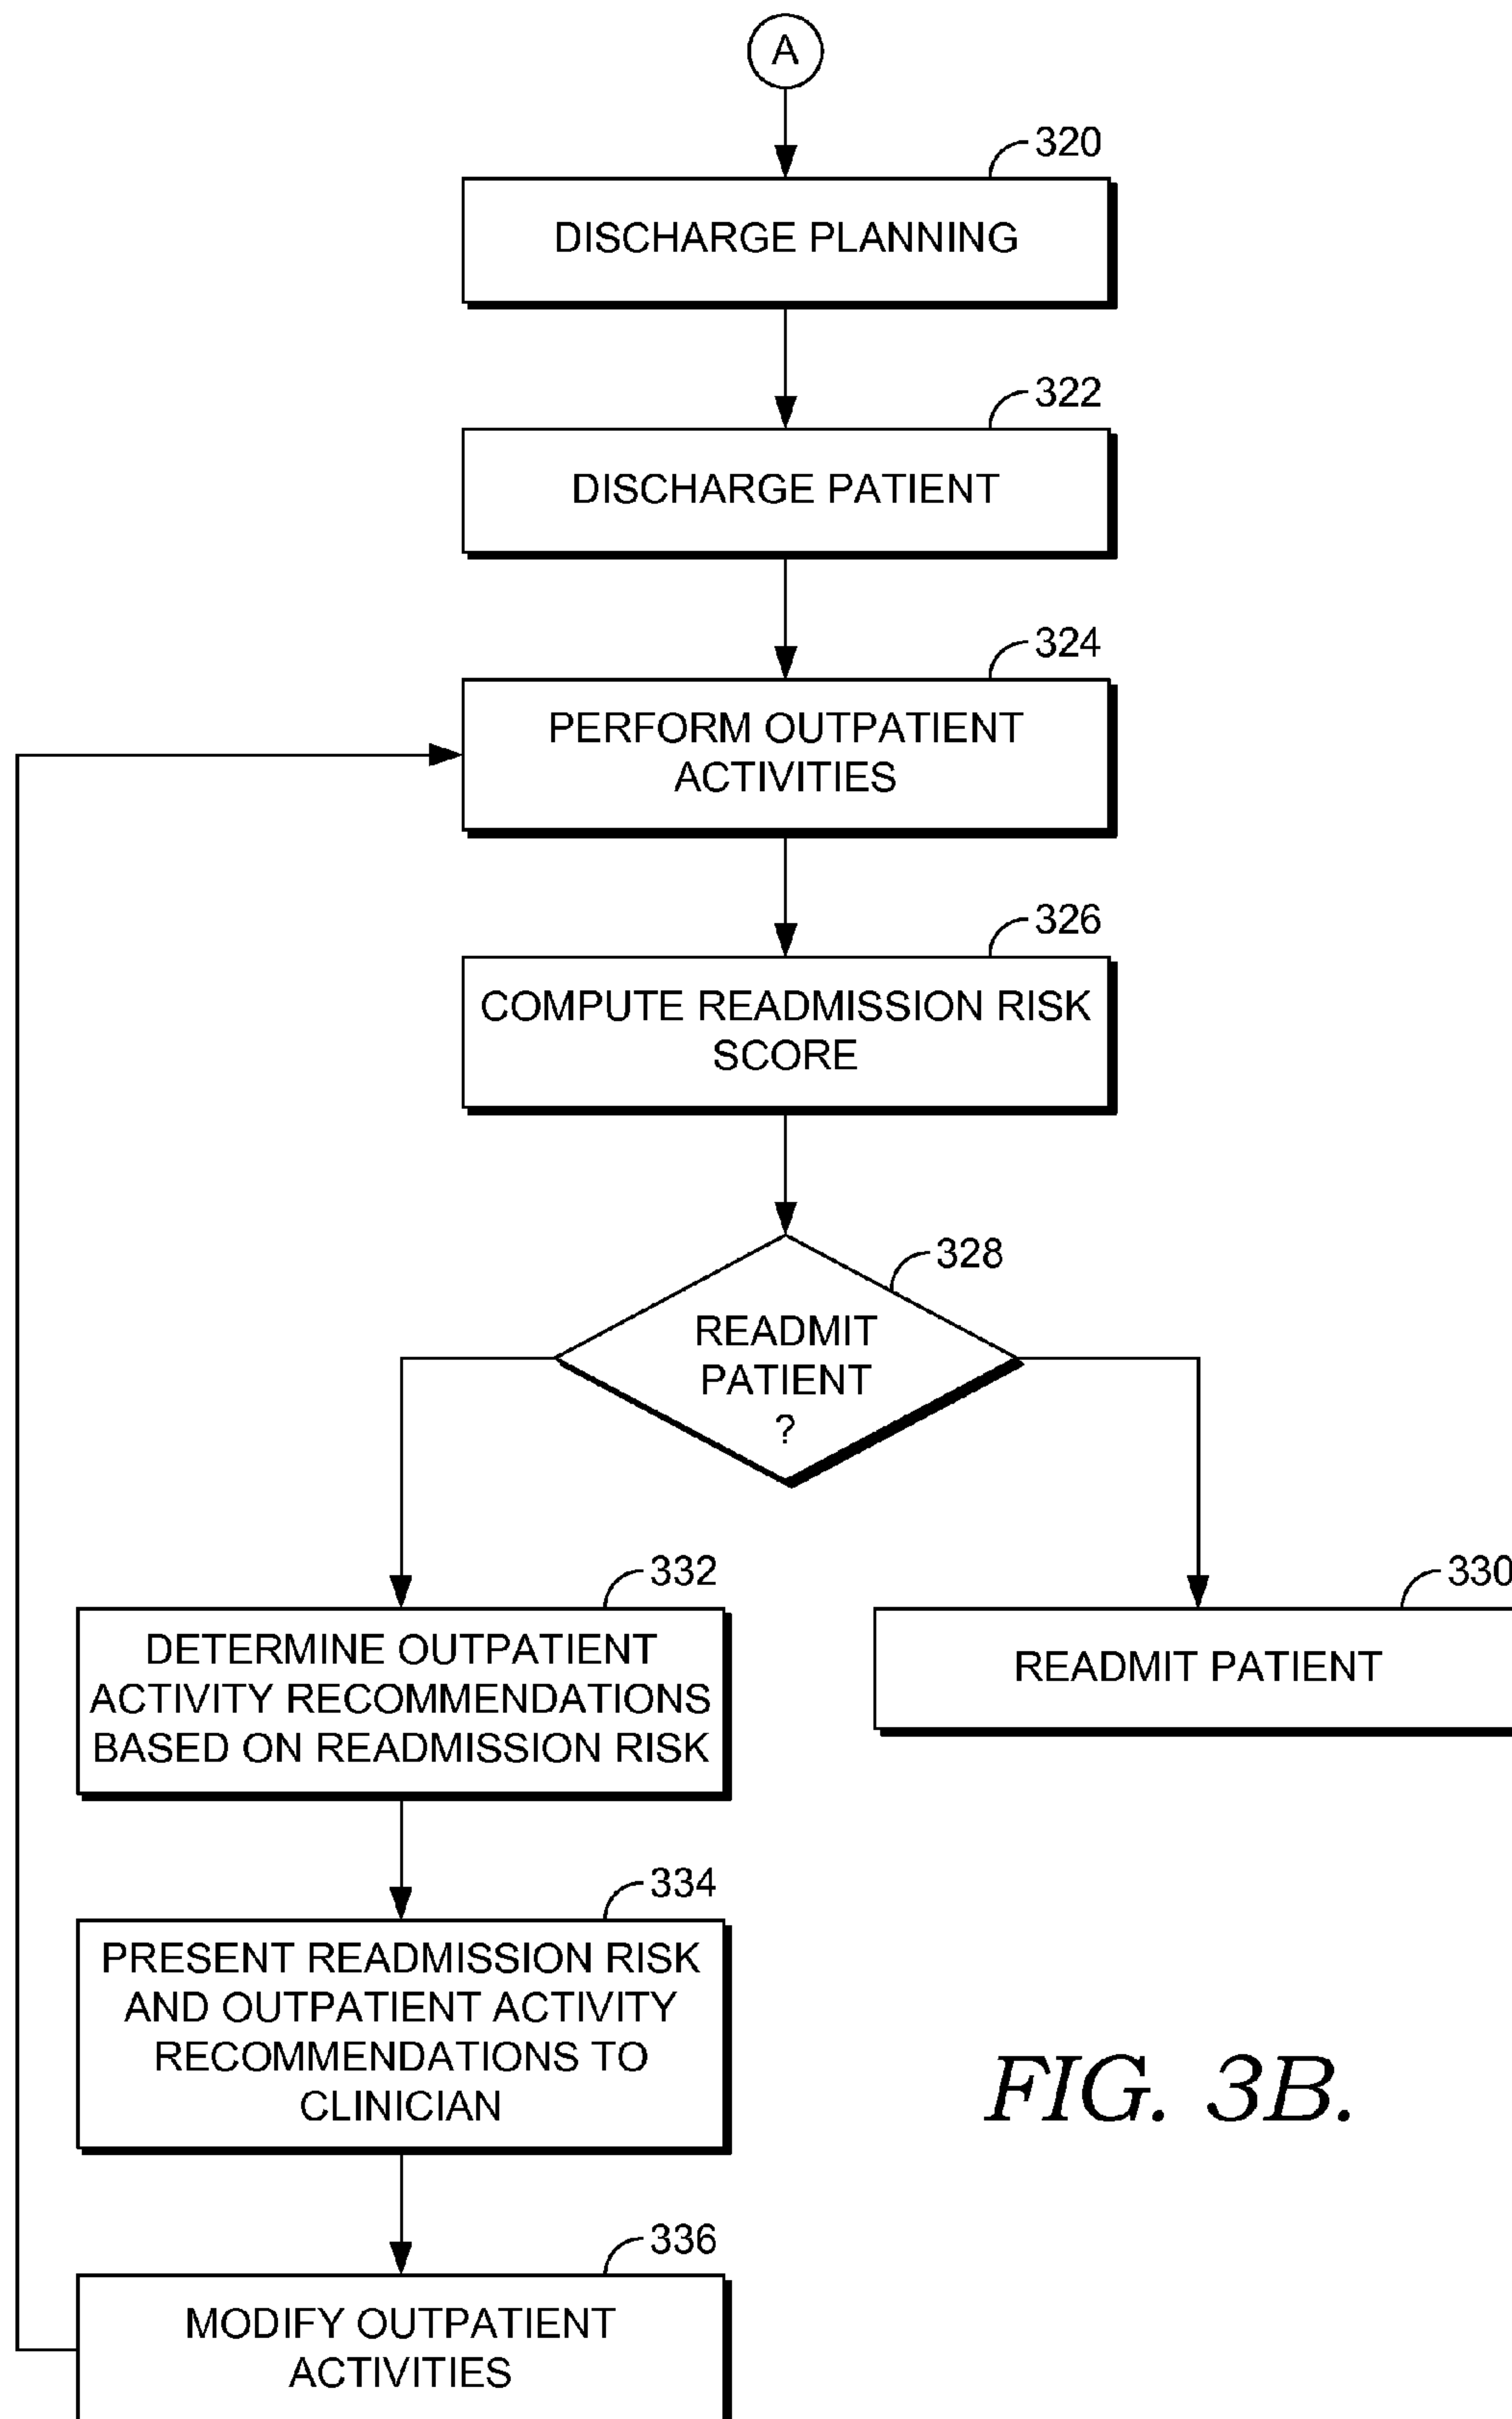 A
320
DISCHARGE PLANNING
322
DISCHARGE PATIENT
324
PERFORM OUTPATIENT
ACTIVITIES
326
COMPUTE READMISSION RISK
SCORE
328
READMIT
PATIENT
?
332
DETERMINE OUTPATIENT
ACTIVITY RECOMMENDATIONS
BASED ON READMISSION RISK
330
READMIT PATIENT
334
PRESENT READMISSION RISK
AND OUTPATIENT ACTIVITY
RECOMMENDATIONS TO
CLINICIAN
FIG. 3B.
336
MODIFY OUTPATIENT
ACTIVITIES